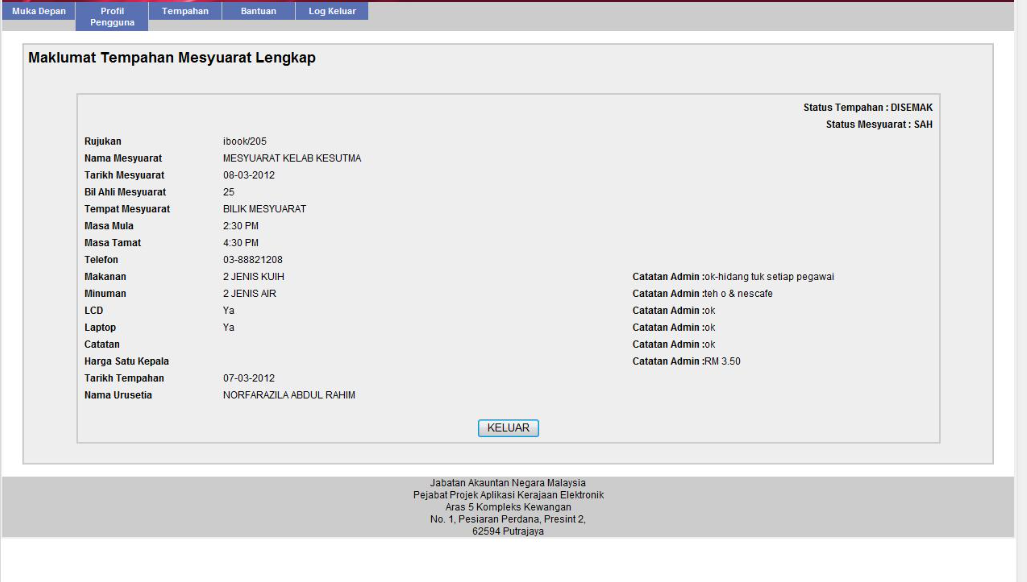 Muka Depan Profil Pengguna Tempahan Bantuan Log Keluar
Maklumat Tempahan Mesyuarat Lengkap
Status Tempahan : DISEMAK
Status Mesyuarat : SAH
Rujukan ibook/205
Nama Mesyuarat MESYUARAT KELAB KESUTMA
Tarikh Mesyuarat 08-03-2012
Bil Ahli Mesyuarat 25
Tempat Mesyuarat BILIK MESYUARAT
Masa Mula 2:30 PM
Masa Tamat 4:30 PM
Telefon 03-88821208
Makanan 2 JENIS KUIH Catatan Admin :ok-hidang tuk setiap pegawai
Minuman 2 JENIS AIR Catatan Admin :teh o & nescafe
LCD Ya Catatan Admin :ok
Laptop Ya Catatan Admin :ok
Catatan Catatan Admin :ok
Harga Satu Kepala Catatan Admin :RM 3.50
Tarikh Tempahan 07-03-2012
Nama Urusetia NORFARAZILA ABDUL RAHIM
KELUAR
Jabatan Akauntan Negara Malaysia
Pejabat Projek Aplikasi Kerajaan Elektronik
Aras 5 Kompleks Kewangan
No. 1, Pesiaran Perdana, Presint 2,
62594 Putrajaya